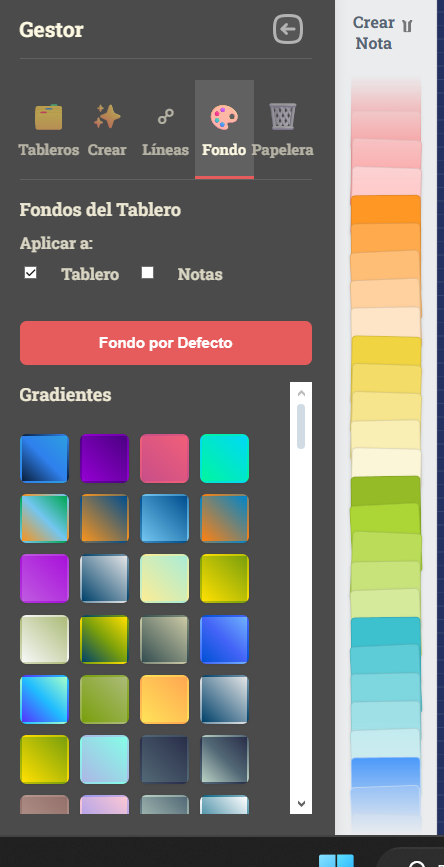 Gestor
Crear
Nota
Tableros Crear Líneas Fondo Papelera
Fondos del Tablero
Aplicar a:
Tablero Notas
Fondo por Defecto
Gradientes